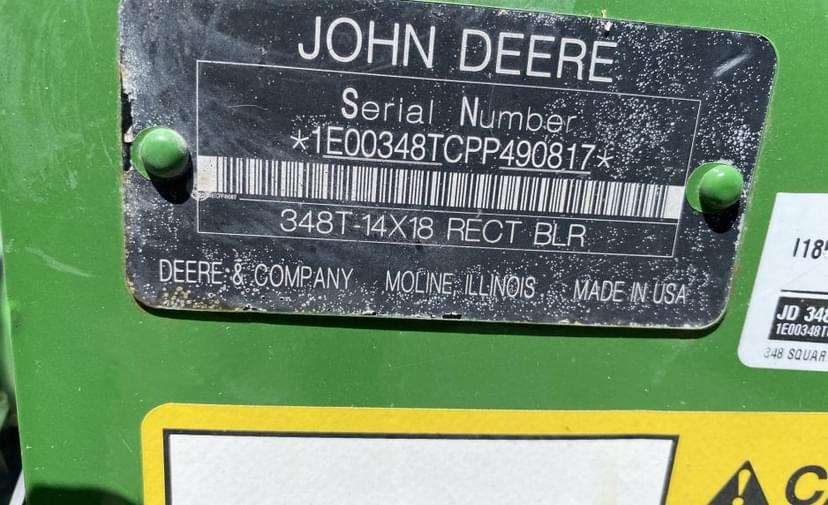 JOHN DEERE
Serial Number
*1E00348TCPP490817*
348T-14X18 RECT BLR
DEERE & COMPANY MOLINE, ILLINOIS MADE IN USA
JD 348
1E00348T
348 SQUAR